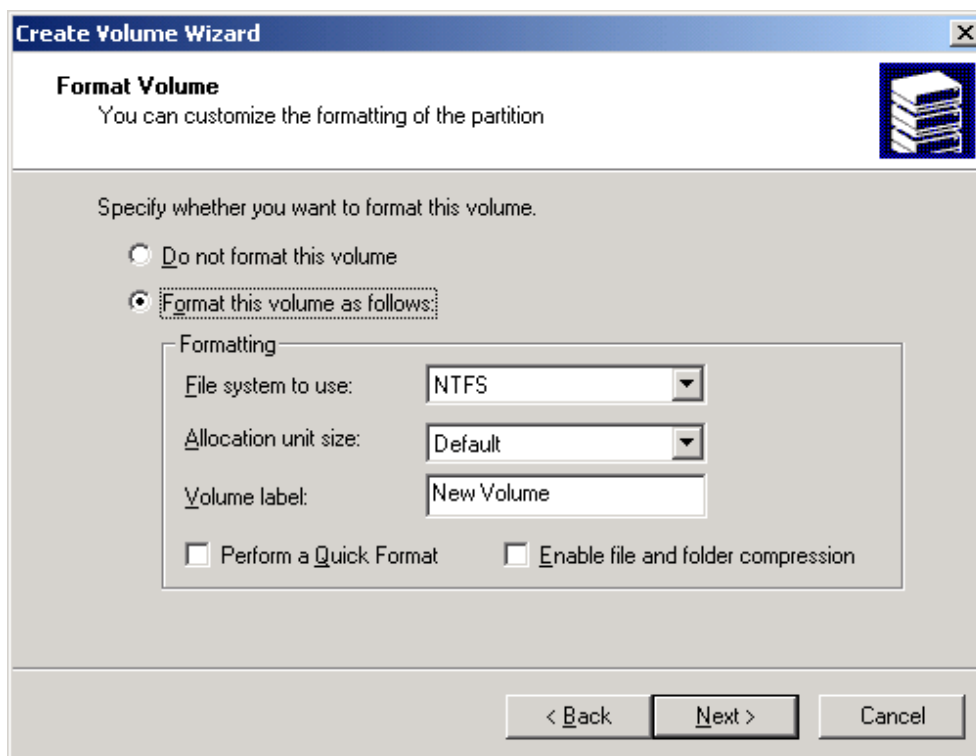 Create Volume Wizard
Format Volume
You can customize the formatting of the partition
Specify whether you want to format this volume.
Do not format this volume
Format this volume as follows:
Formatting
File system to use: NTFS
Allocation unit size: Default
Volume label: New Volume
Perform a Quick Format Enable file and folder compression
< Back Next > Cancel